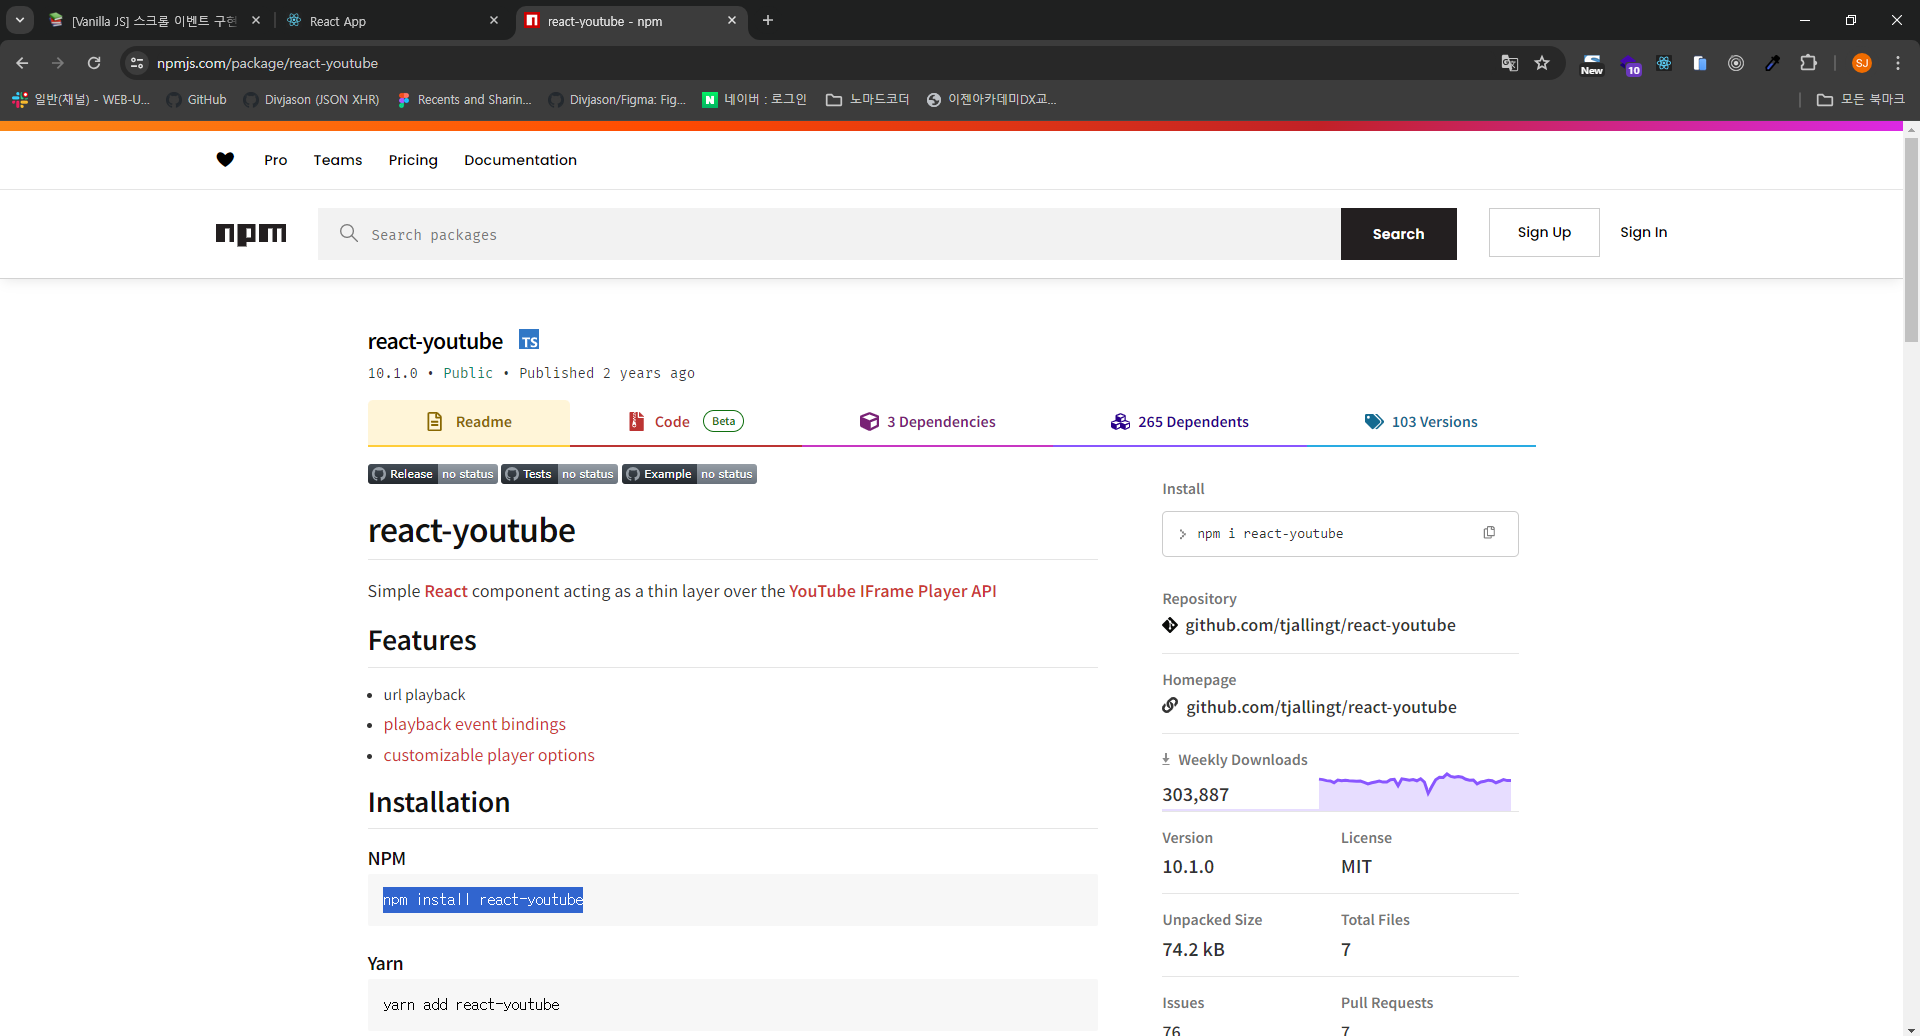 [Vanilla JS] 스크롤 이벤트 구현
React App
react-youtube - npm
npmjs.com/package/react-youtube
New
10
SJ
일반(채널) - WEB-U...
GitHub
Divjason (JSON XHR)
Recents and Sharin...
Divjason/Figma: Fig...
N
네이버 : 로그인
노마드코더
이젠아카데미DX교...
모든 북마크
Pro
Teams
Pricing
Documentation
npm
Search packages
Search
Sign Up
Sign In
react-youtube TS
10.1.0 • Public • Published 2 years ago
Readme
Code Beta
3 Dependencies
265 Dependents
103 Versions
Release no status
Tests no status
Example no status
react-youtube
Simple React component acting as a thin layer over the YouTube IFrame Player API
Features
• url playback
• playback event bindings
• customizable player options
Installation
NPM
npm install react-youtube
Yarn
yarn add react-youtube
Install
> npm i react-youtube
Repository
github.com/tjallingt/react-youtube
Homepage
github.com/tjallingt/react-youtube
Weekly Downloads
303,887
Version
License
10.1.0
MIT
Unpacked Size
Total Files
74.2 kB
7
Issues
Pull Requests
76
7